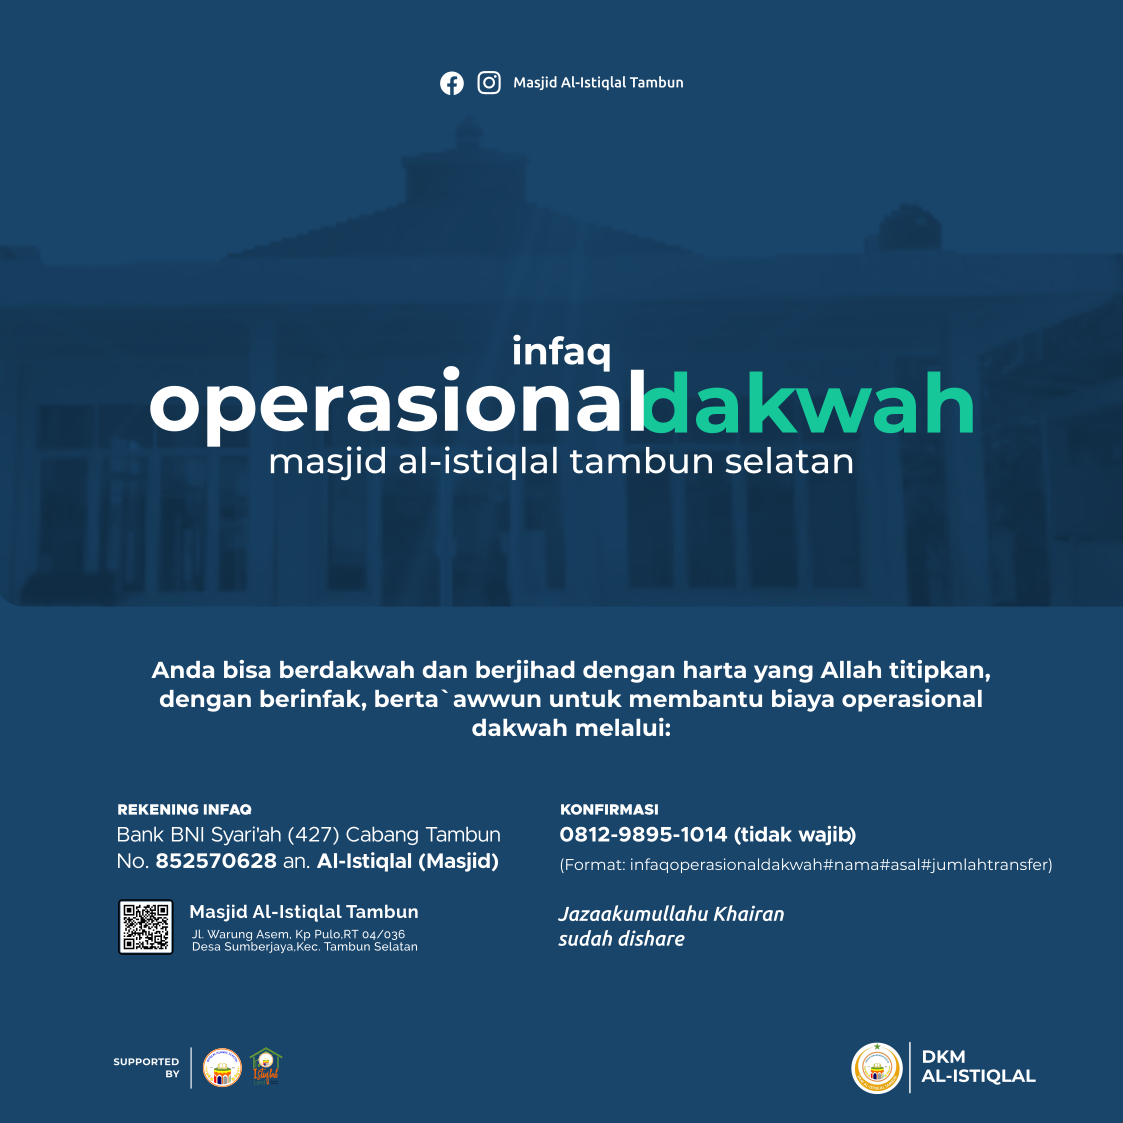 Masjid Al-Istiqlal Tambun
infaq
operasionaldakwah
masjid al-istiqlal tambun selatan
Anda bisa berdakwah dan berjihad dengan harta yang Allah titipkan,
dengan berinfak, berta`awwun untuk membantu biaya operasional
dakwah melalui:
REKENING INFAQ
Bank BNI Syari'ah (427) Cabang Tambun
No. 852570628 an. Al-Istiqlal (Masjid)
Masjid Al-Istiqlal Tambun
Jl. Warung Asem, Kp Pulo,RT 04/036
Desa Sumberjaya,Kec. Tambun Selatan
KONFIRMASI
0812-9895-1014 (tidak wajib)
(Format: infaqoperasionaldakwah#nama#asal#jumlahtransfer)
Jazaakumullahu Khairan
sudah dishare
SUPPORTED
BY
DKM
AL-ISTIQLAL